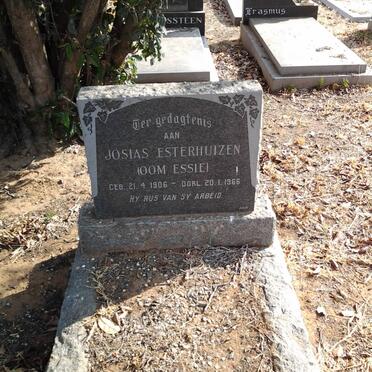 SSTEEN
Erasmus
Ter gedagtenis
AAN
JOSIAS ESTERHUIZEN
(OOM ESSIE)
GEB. 21.4.1906 – OORL. 20.1.1966
HY RUS VAN SY ARBEID.